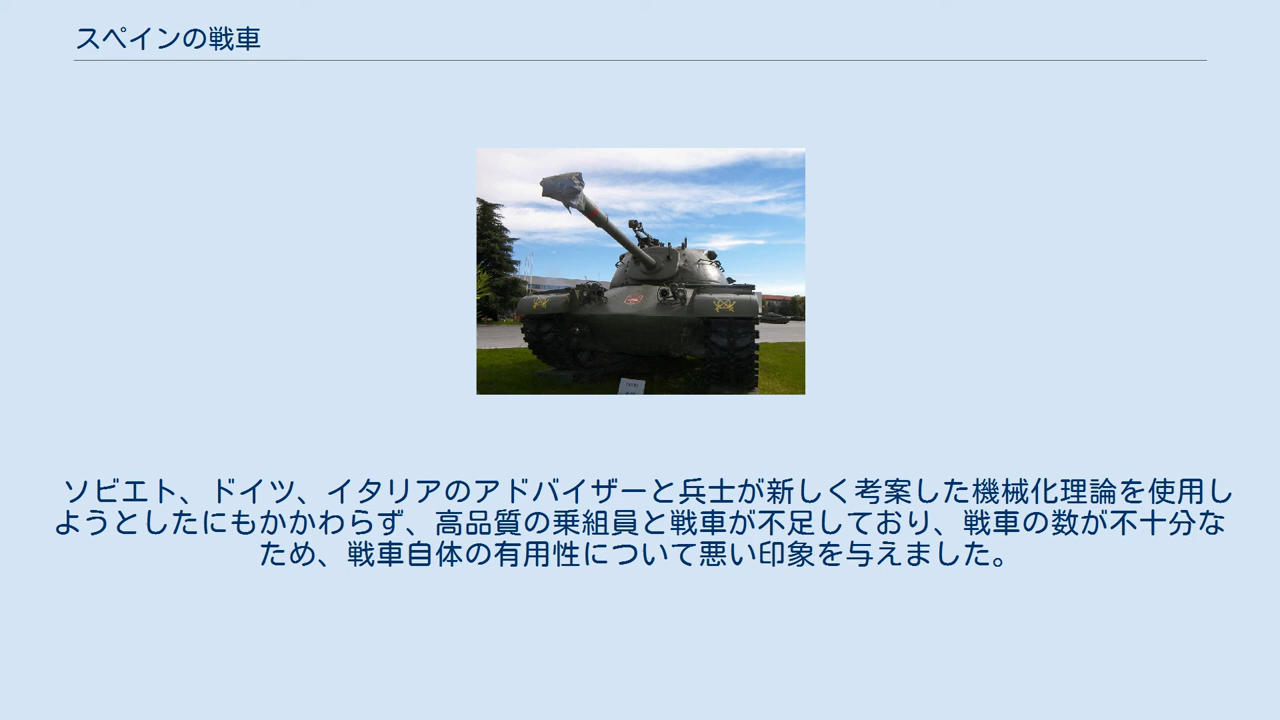 スペインの戦車
ソビエト、ドイツ、イタリアのアドバイザーと兵士が新しく考案した機械化理論を使用し
ようとしたにもかかわらず、高品質の乗組員と戦車が不足しており、戦車の数が不十分な
ため、戦車自体の有用性について悪い印象を与えました。